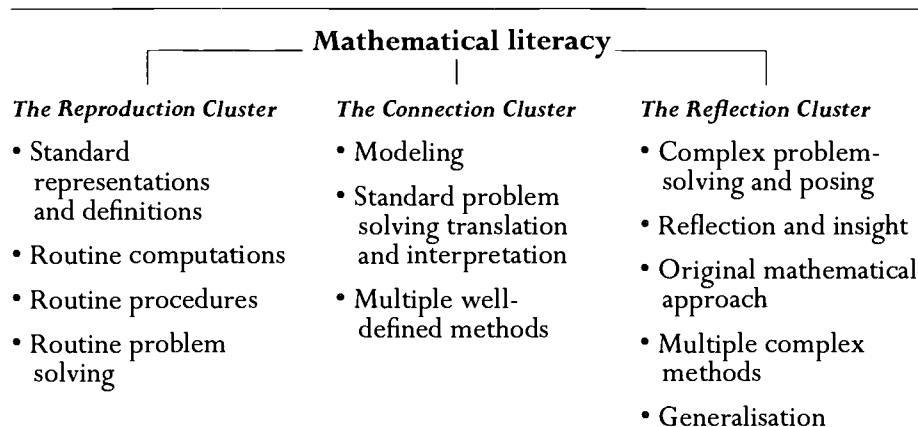 Mathematical literacy
The Reproduction Cluster
• Standard
representations
and definitions
• Routine computations
• Routine procedures
• Routine problem
solving
The Connection Cluster
• Modeling
• Standard problem
solving translation
and interpretation
• Multiple well-
defined methods
The Reflection Cluster
• Complex problem-
solving and posing
• Reflection and insight
• Original mathematical
approach
• Multiple complex
methods
• Generalisation